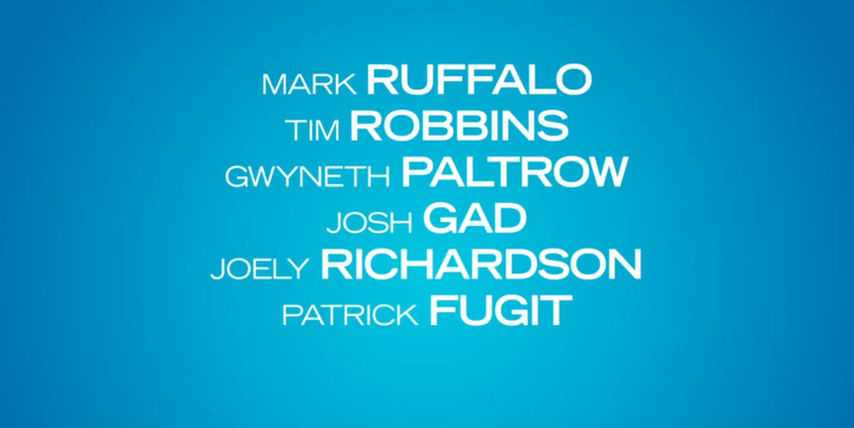 MARK RUFFALO
TIM ROBBINS
GWYNETH PALTROW
JOSH GAD
JOELY RICHARDSON
PATRICK FUGIT